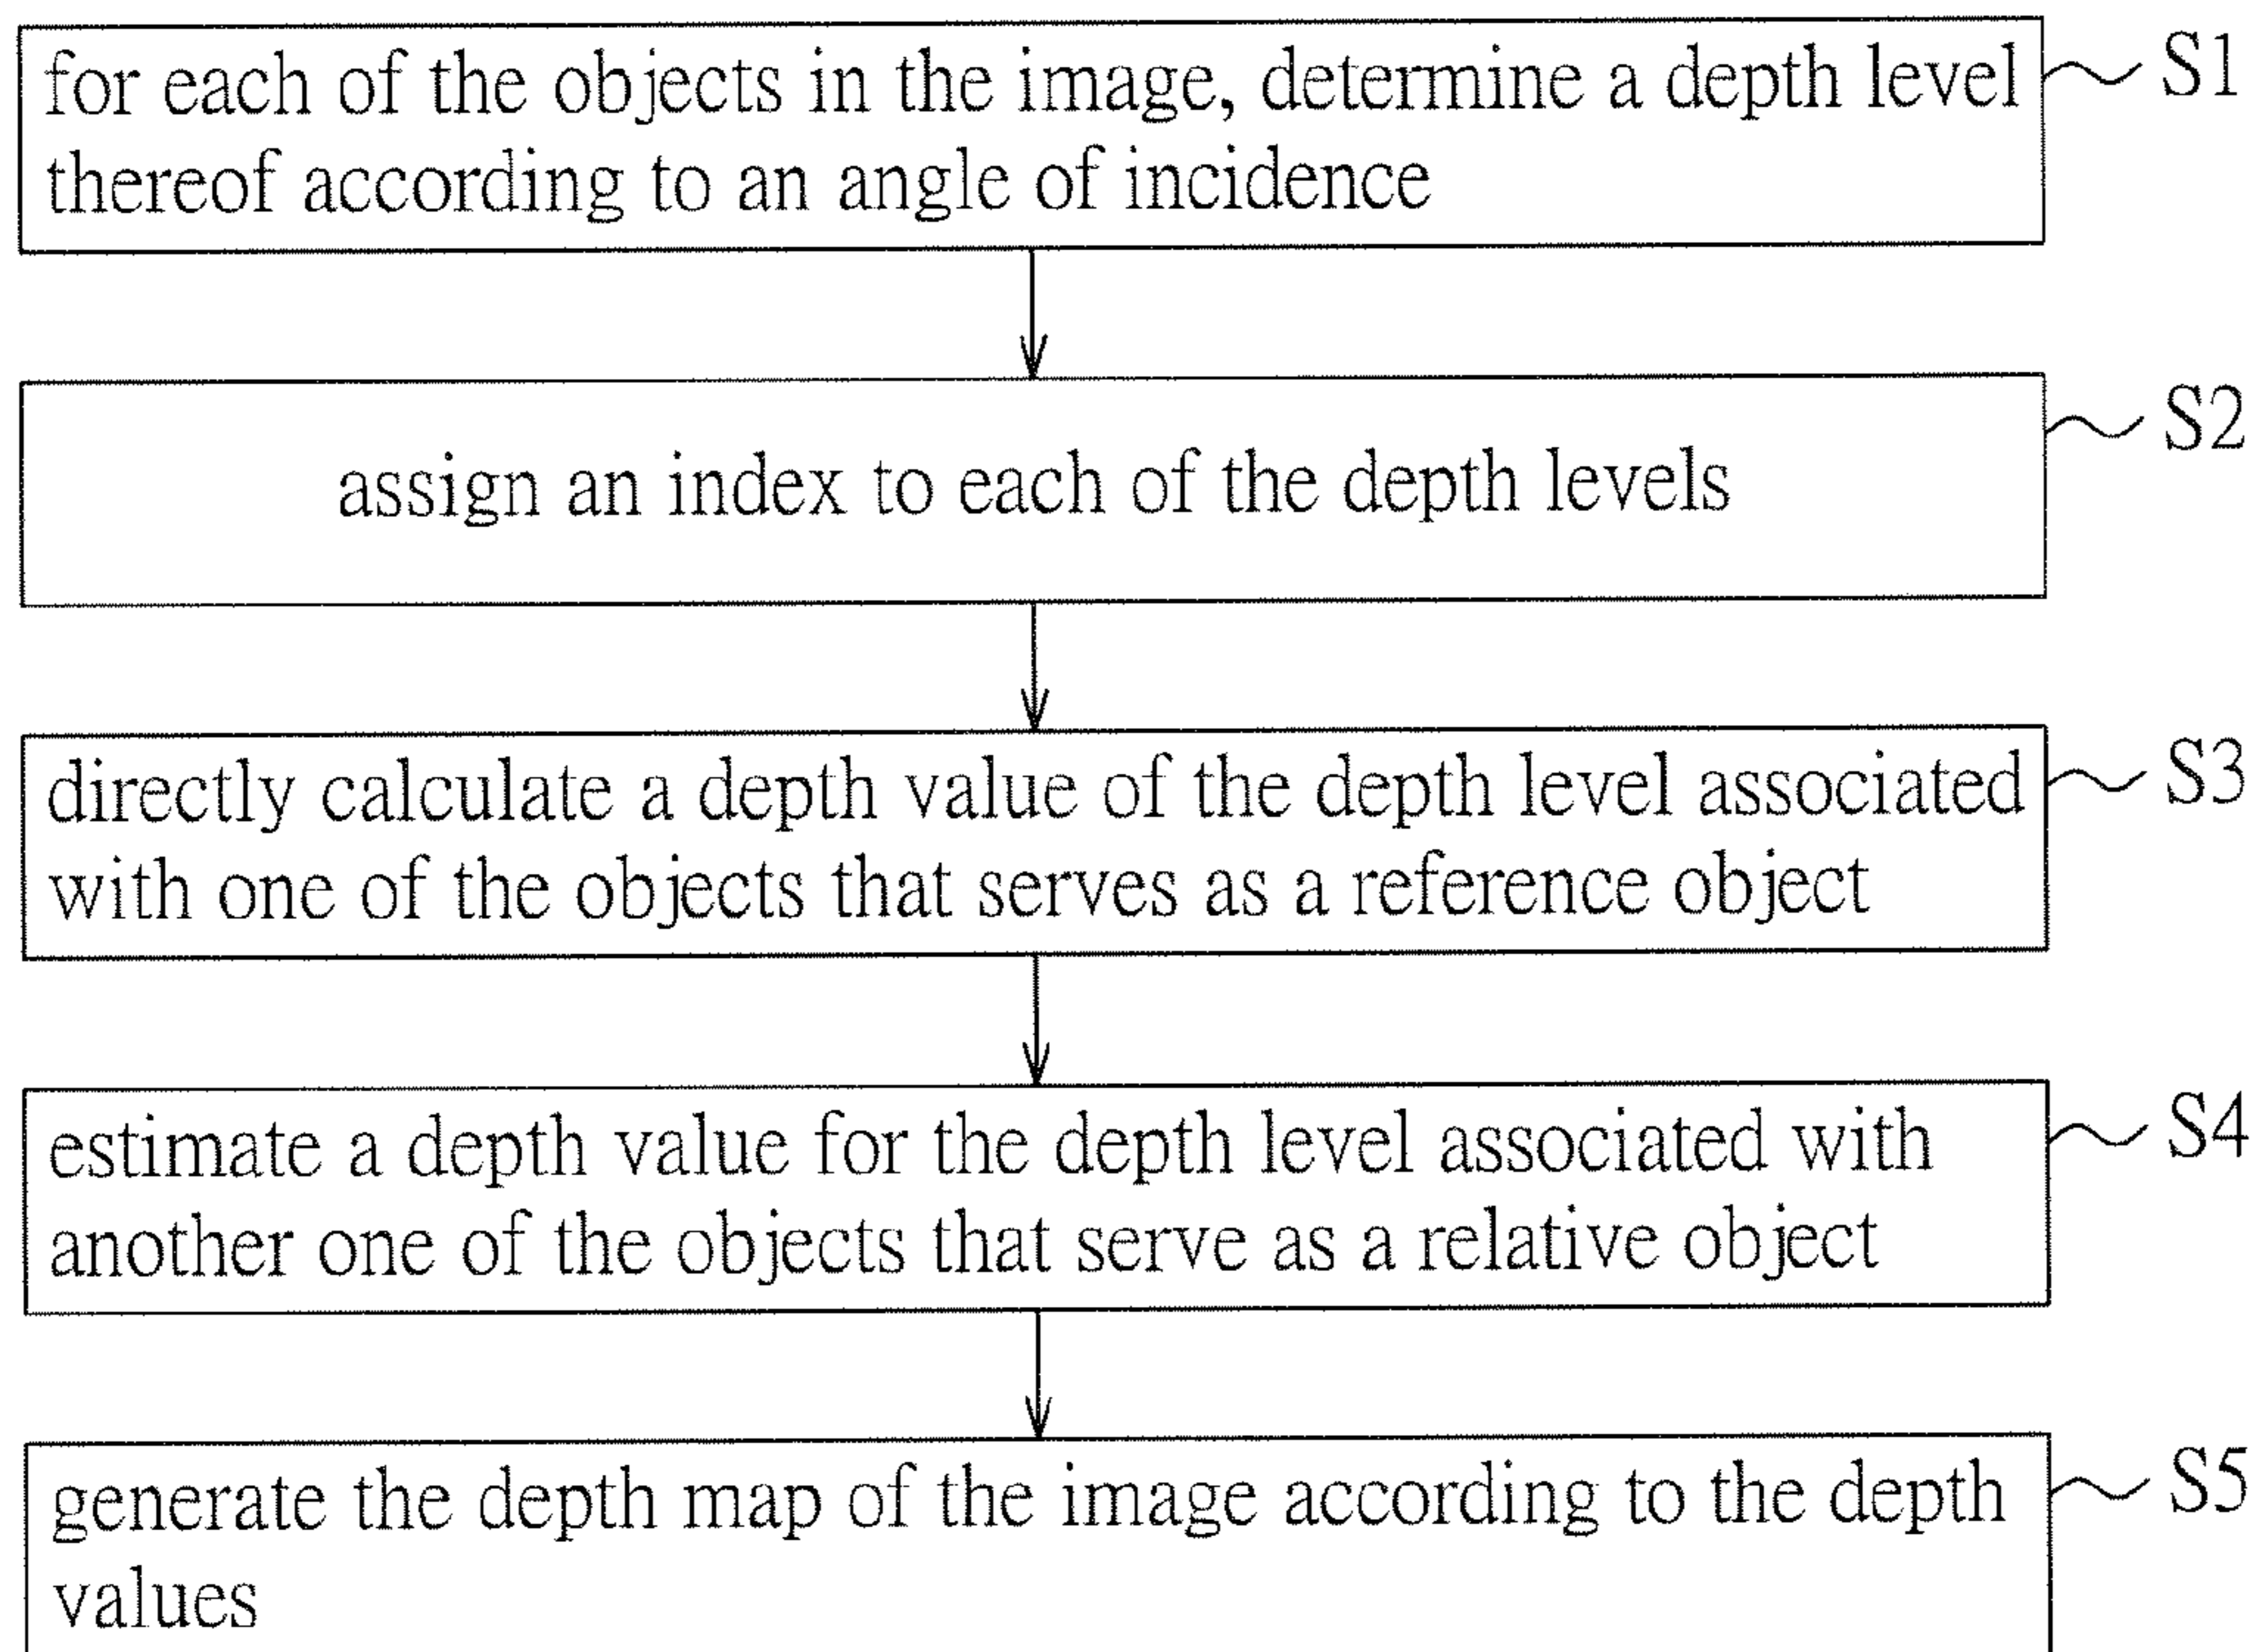 for each of the objects in the image, determine a depth level
thereof according to an angle of incidence
S1
assign an index to each of the depth levels
S2
directly calculate a depth value of the depth level associated
with one of the objects that serves as a reference object
S3
estimate a depth value for the depth level associated with
another one of the objects that serve as a relative object
S4
generate the depth map of the image according to the depth
values
S5